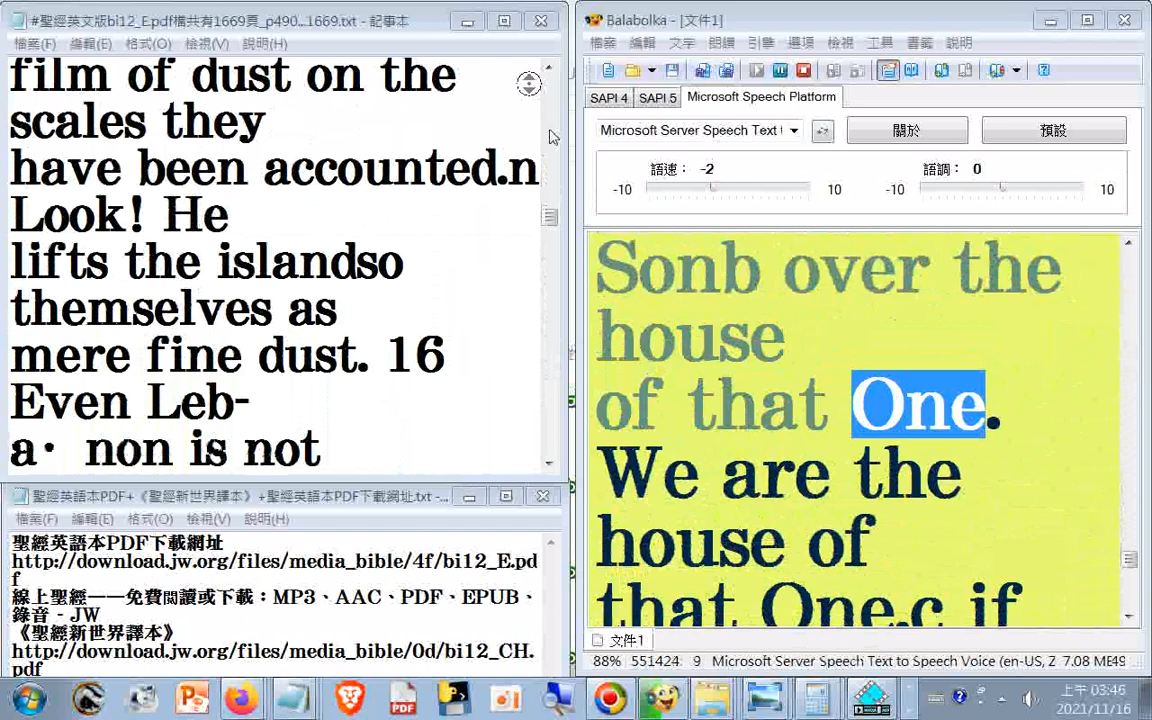 #聖經英文版bi12_E.pdf檔共有1669頁_p490...1669.txt - 記事本
檔案(F) 編輯(E) 格式(O) 檢視(V) 說明(H)
film of dust on the
scales they
have been accounted.n
Look! He
lifts the islandso
themselves as
mere fine dust. 16
Even Leb-
a· non is not
聖經英語本PDF+《聖經新世界譯本》+聖經英語本PDF下載網址.txt - ...
檔案(F) 編輯(E) 格式(O) 檢視(V) 說明(H)
聖經英語本PDF下載網址
http://download.jw.org/files/media_bible/4f/bi12_E.pd
f
線上聖經——免費閱讀或下載：MP3、AAC、PDF、EPUB、
錄音 - JW
《聖經新世界譯本》
http://download.jw.org/files/media_bible/0d/bi12_CH.
pdf
Balabolka - [文件1]
檔案 編輯 文字 朗讀 引擎 選項 檢視 工具 書籤 說明
SAPI 4 SAPI 5 Microsoft Speech Platform
Microsoft Server Speech Text 關於 預設
語速： -2 語調： 0
-10 10 -10 10
Sonb over the
house
of that One.
We are the
house of
that One,c if
文件1
88% 551424 9 Microsoft Server Speech Text to Speech Voice (en-US, Z 7.08 ME49
PDF
上午 03:46
2021/11/16